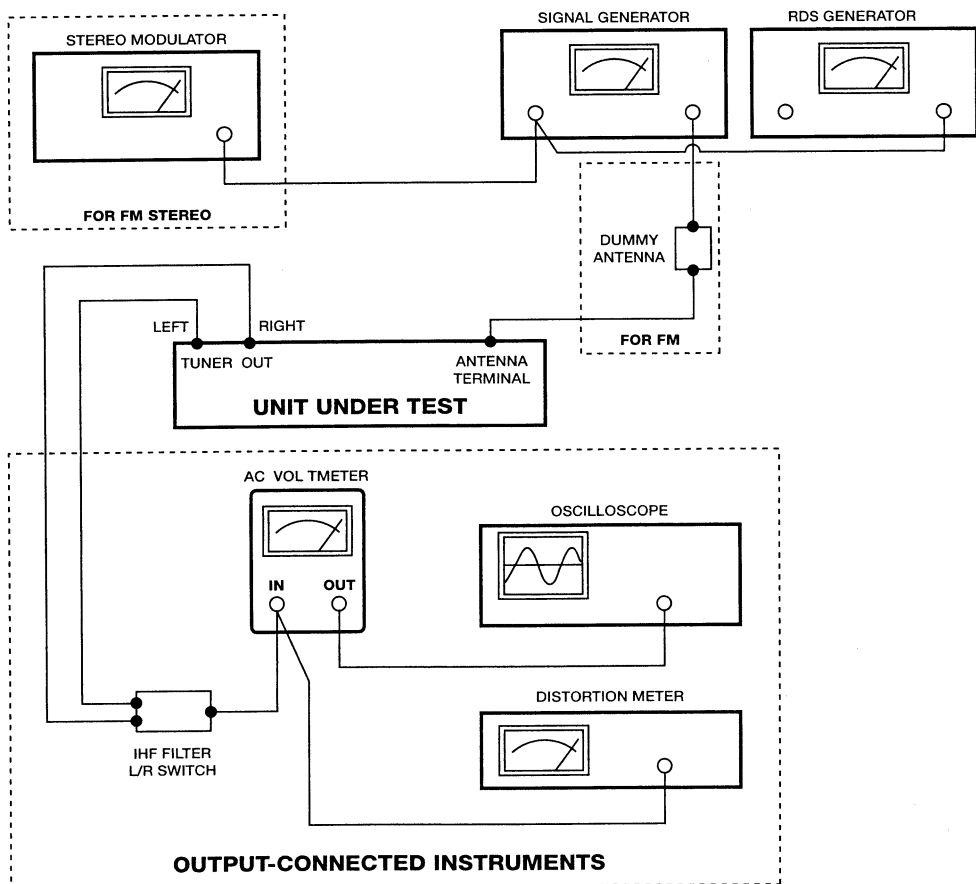 SIGNAL GENERATOR
RDS GENERATOR
STEREO MODULATOR
FOR FM STEREO
DUMMY
ANTENNA
FOR FM
LEFT
RIGHT
TUNER OUT
ANTENNA
TERMINAL
UNIT UNDER TEST
AC VOL TMETER
IN
OUT
OSCILLOSCOPE
DISTORTION METER
IHF FILTER
L/R SWITCH
OUTPUT-CONNECTED INSTRUMENTS